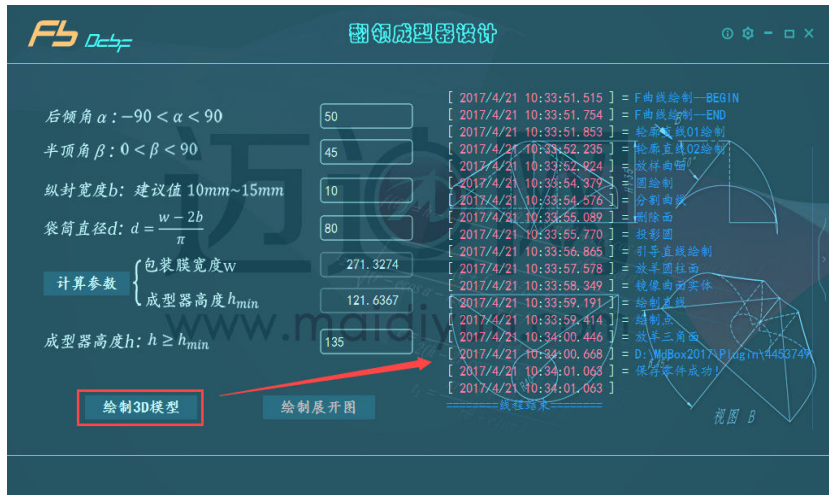 Fb Dcbf
翻领成型器设计
后倾角α:−90 < α < 90
50
半顶角β:0 < β < 90
45
纵封宽度b: 建议值 10mm~15mm
10
袋筒直径d: d = (w − 2b)/π
80
计算参数
包装膜宽度w
271.3274
成型器高度hmin
121.6367
成型器高度h: h ≥ hmin
135
绘制3D模型
绘制展开图
[ 2017/4/21 10:33:51.515 ] = F曲线绘制--BEGIN
[ 2017/4/21 10:33:51.754 ] = F曲线绘制--END
[ 2017/4/21 10:33:51.853 ] = 轮廓直线01绘制
[ 2017/4/21 10:33:52.235 ] = 轮廓直线02绘制
[ 2017/4/21 10:33:52.924 ] = 放样曲面
[ 2017/4/21 10:33:54.379 ] = 圆绘制
[ 2017/4/21 10:33:54.576 ] = 分割曲线
[ 2017/4/21 10:33:55.089 ] = 删除面
[ 2017/4/21 10:33:55.770 ] = 投影圆
[ 2017/4/21 10:33:56.865 ] = 引导直线绘制
[ 2017/4/21 10:33:57.578 ] = 放羊圆柱面
[ 2017/4/21 10:33:58.349 ] = 镜像曲面实体
[ 2017/4/21 10:33:59.191 ] = 绘制直线
[ 2017/4/21 10:33:59.414 ] = 绘制点
[ 2017/4/21 10:34:00.446 ] = 放羊三角面
[ 2017/4/21 10:34:00.668 ] = D:\MdBox2017\Plugin\4453749
[ 2017/4/21 10:34:01.063 ] = 保存零件成功!
[ 2017/4/21 10:34:01.063 ]
========线程结束========
视图 B
迈迪网